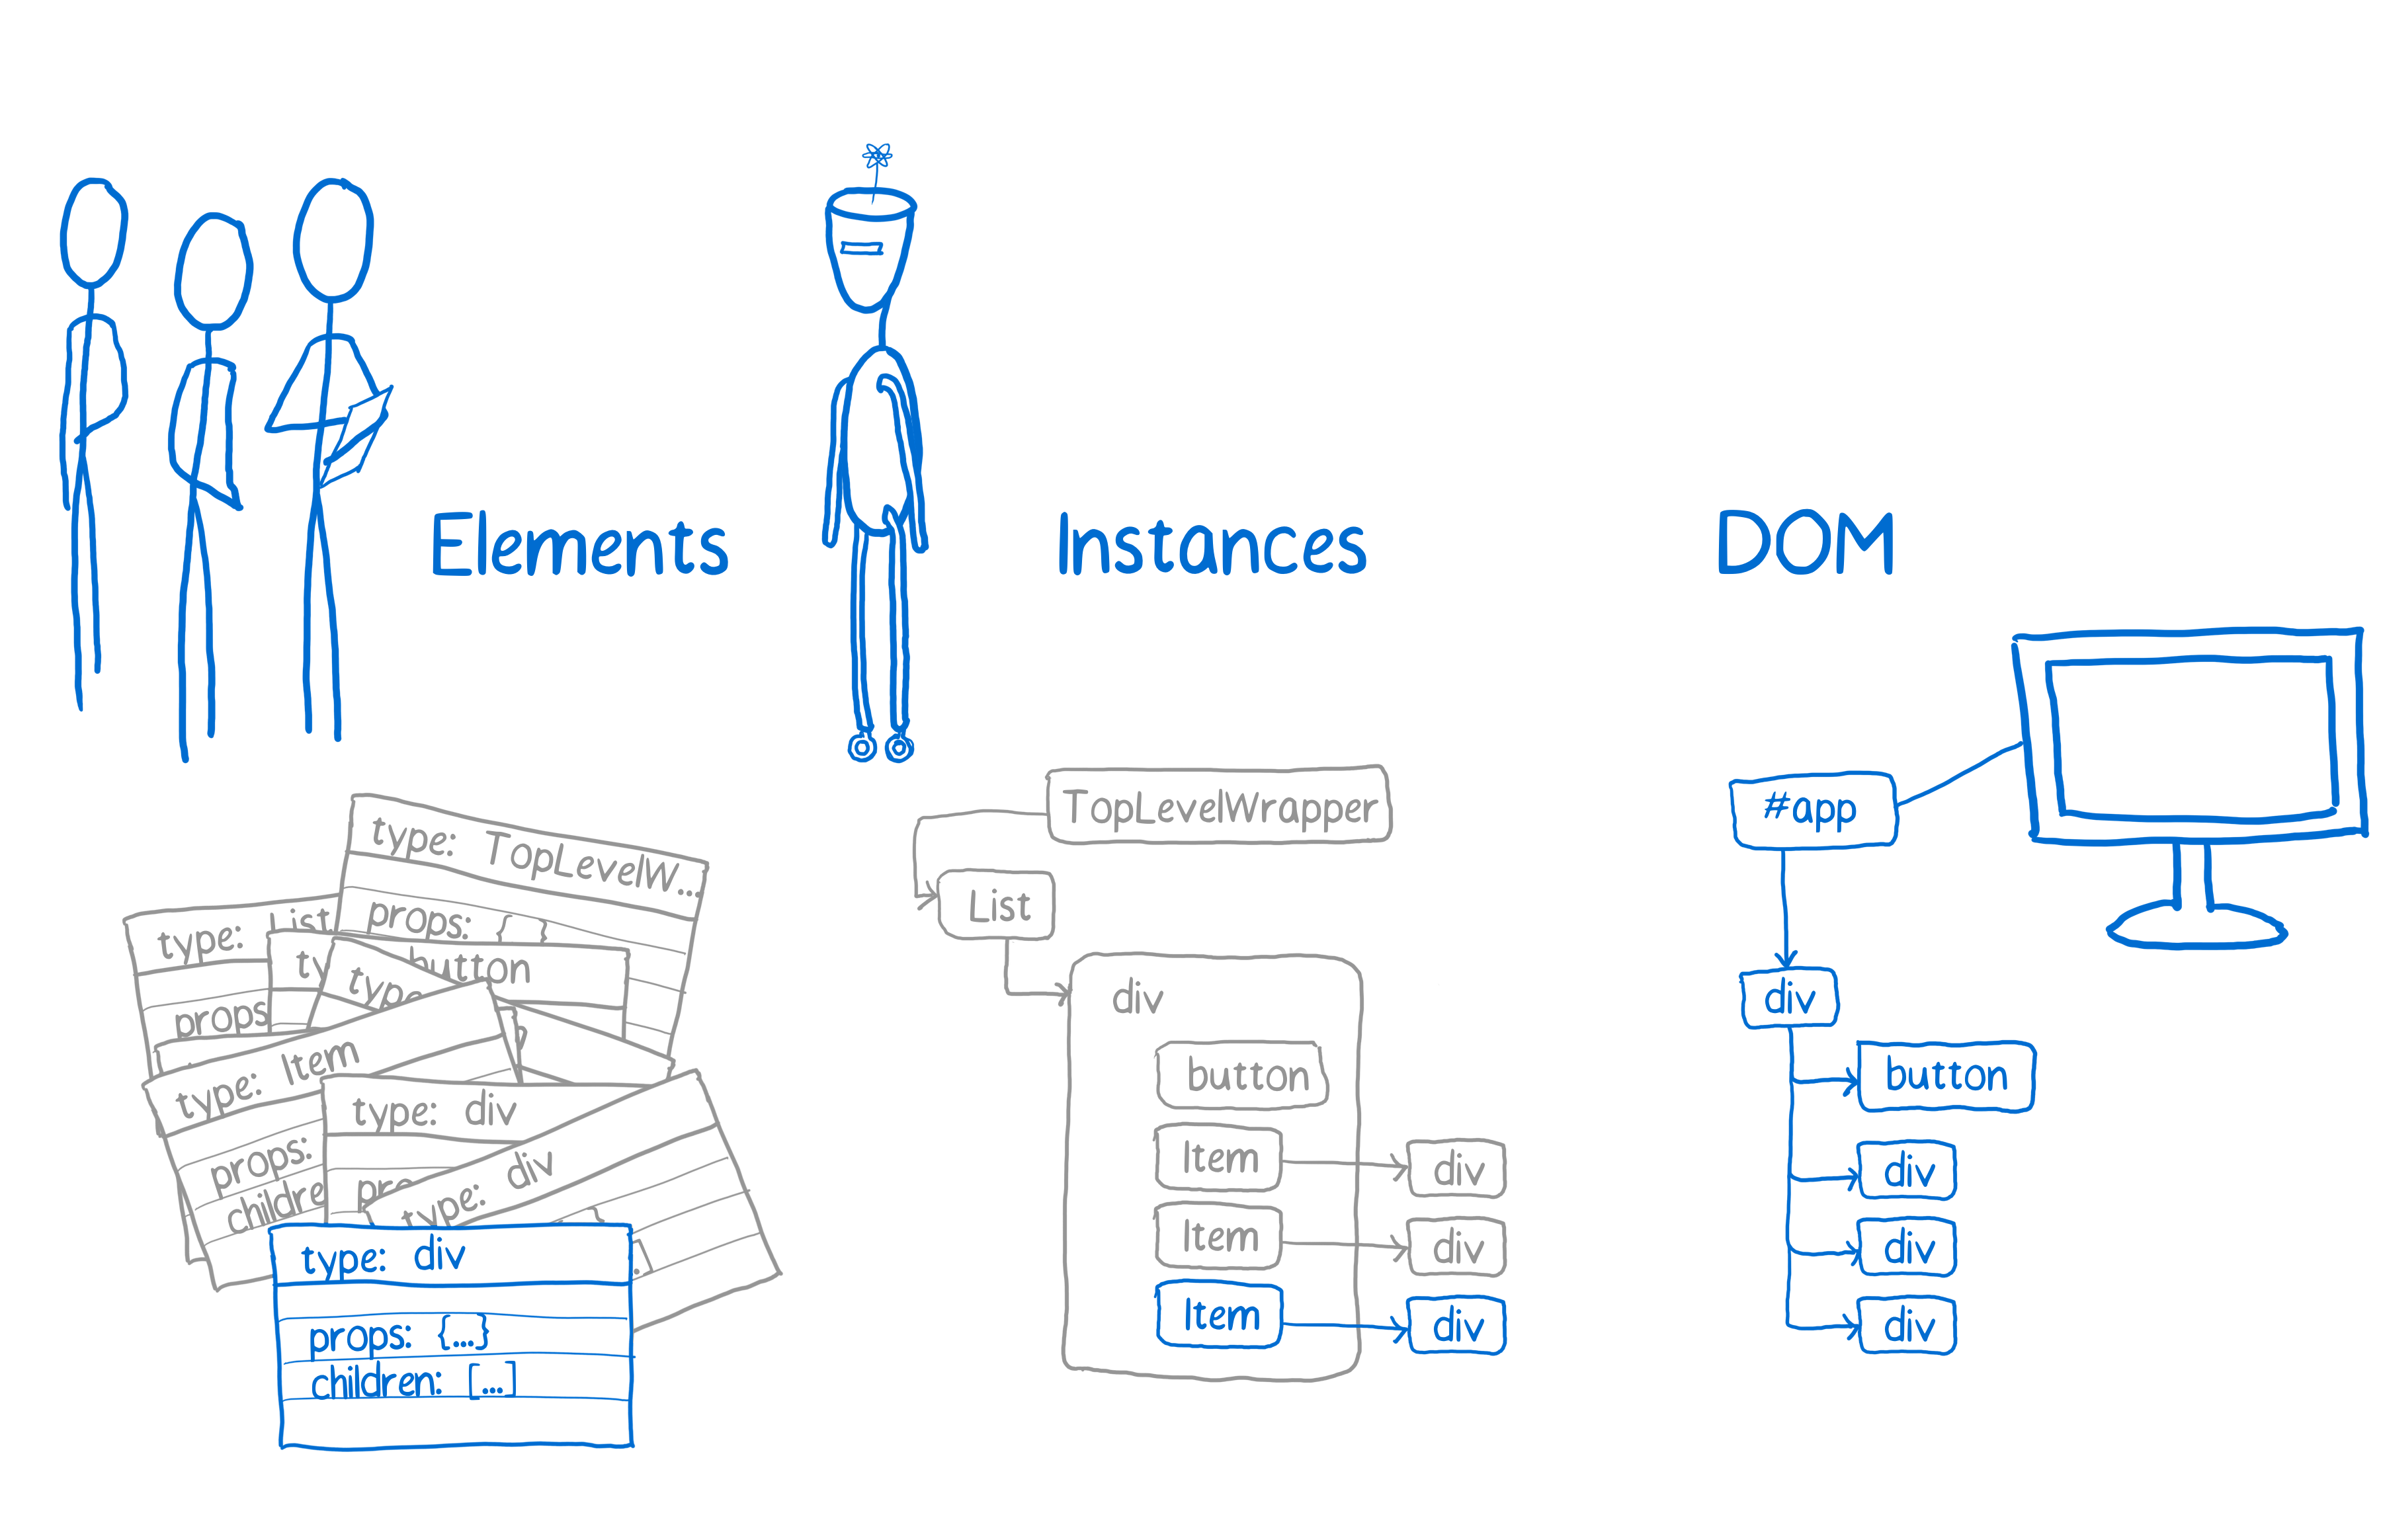 Elements
Instances
DOM
type: TopLevelW...
props: {  }
type: List
props
button
type
type: Item
props:
childre
type: div
type: div
type: div
props: {...}
children: [...]
TopLevelWrapper
List
div
button
Item
div
Item
div
Item
div
#app
div
button
div
div
div